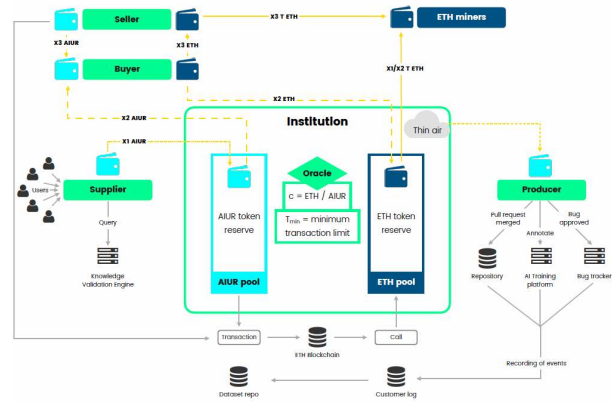 Seller
X3 T ETH
ETH miners
X3 AIUR
X3 ETH
Buyer
X1/X2 T ETH
X2 ETH
X2 AIUR
Institution
Thin air
X1 AIUR
Users
Supplier
Oracle
c = ETH / AIUR
Tmin = minimum
transaction limit
AIUR token
reserve
ETH token
reserve
Producer
Query
Pull request
merged
Annotate
Bug
approved
Knowledge
Validation Engine
AIUR pool
ETH pool
Repository
AI Training
platform
Bug tracker
Transaction
ETH Blockchain
Call
Recording of events
Dataset repo
Customer log